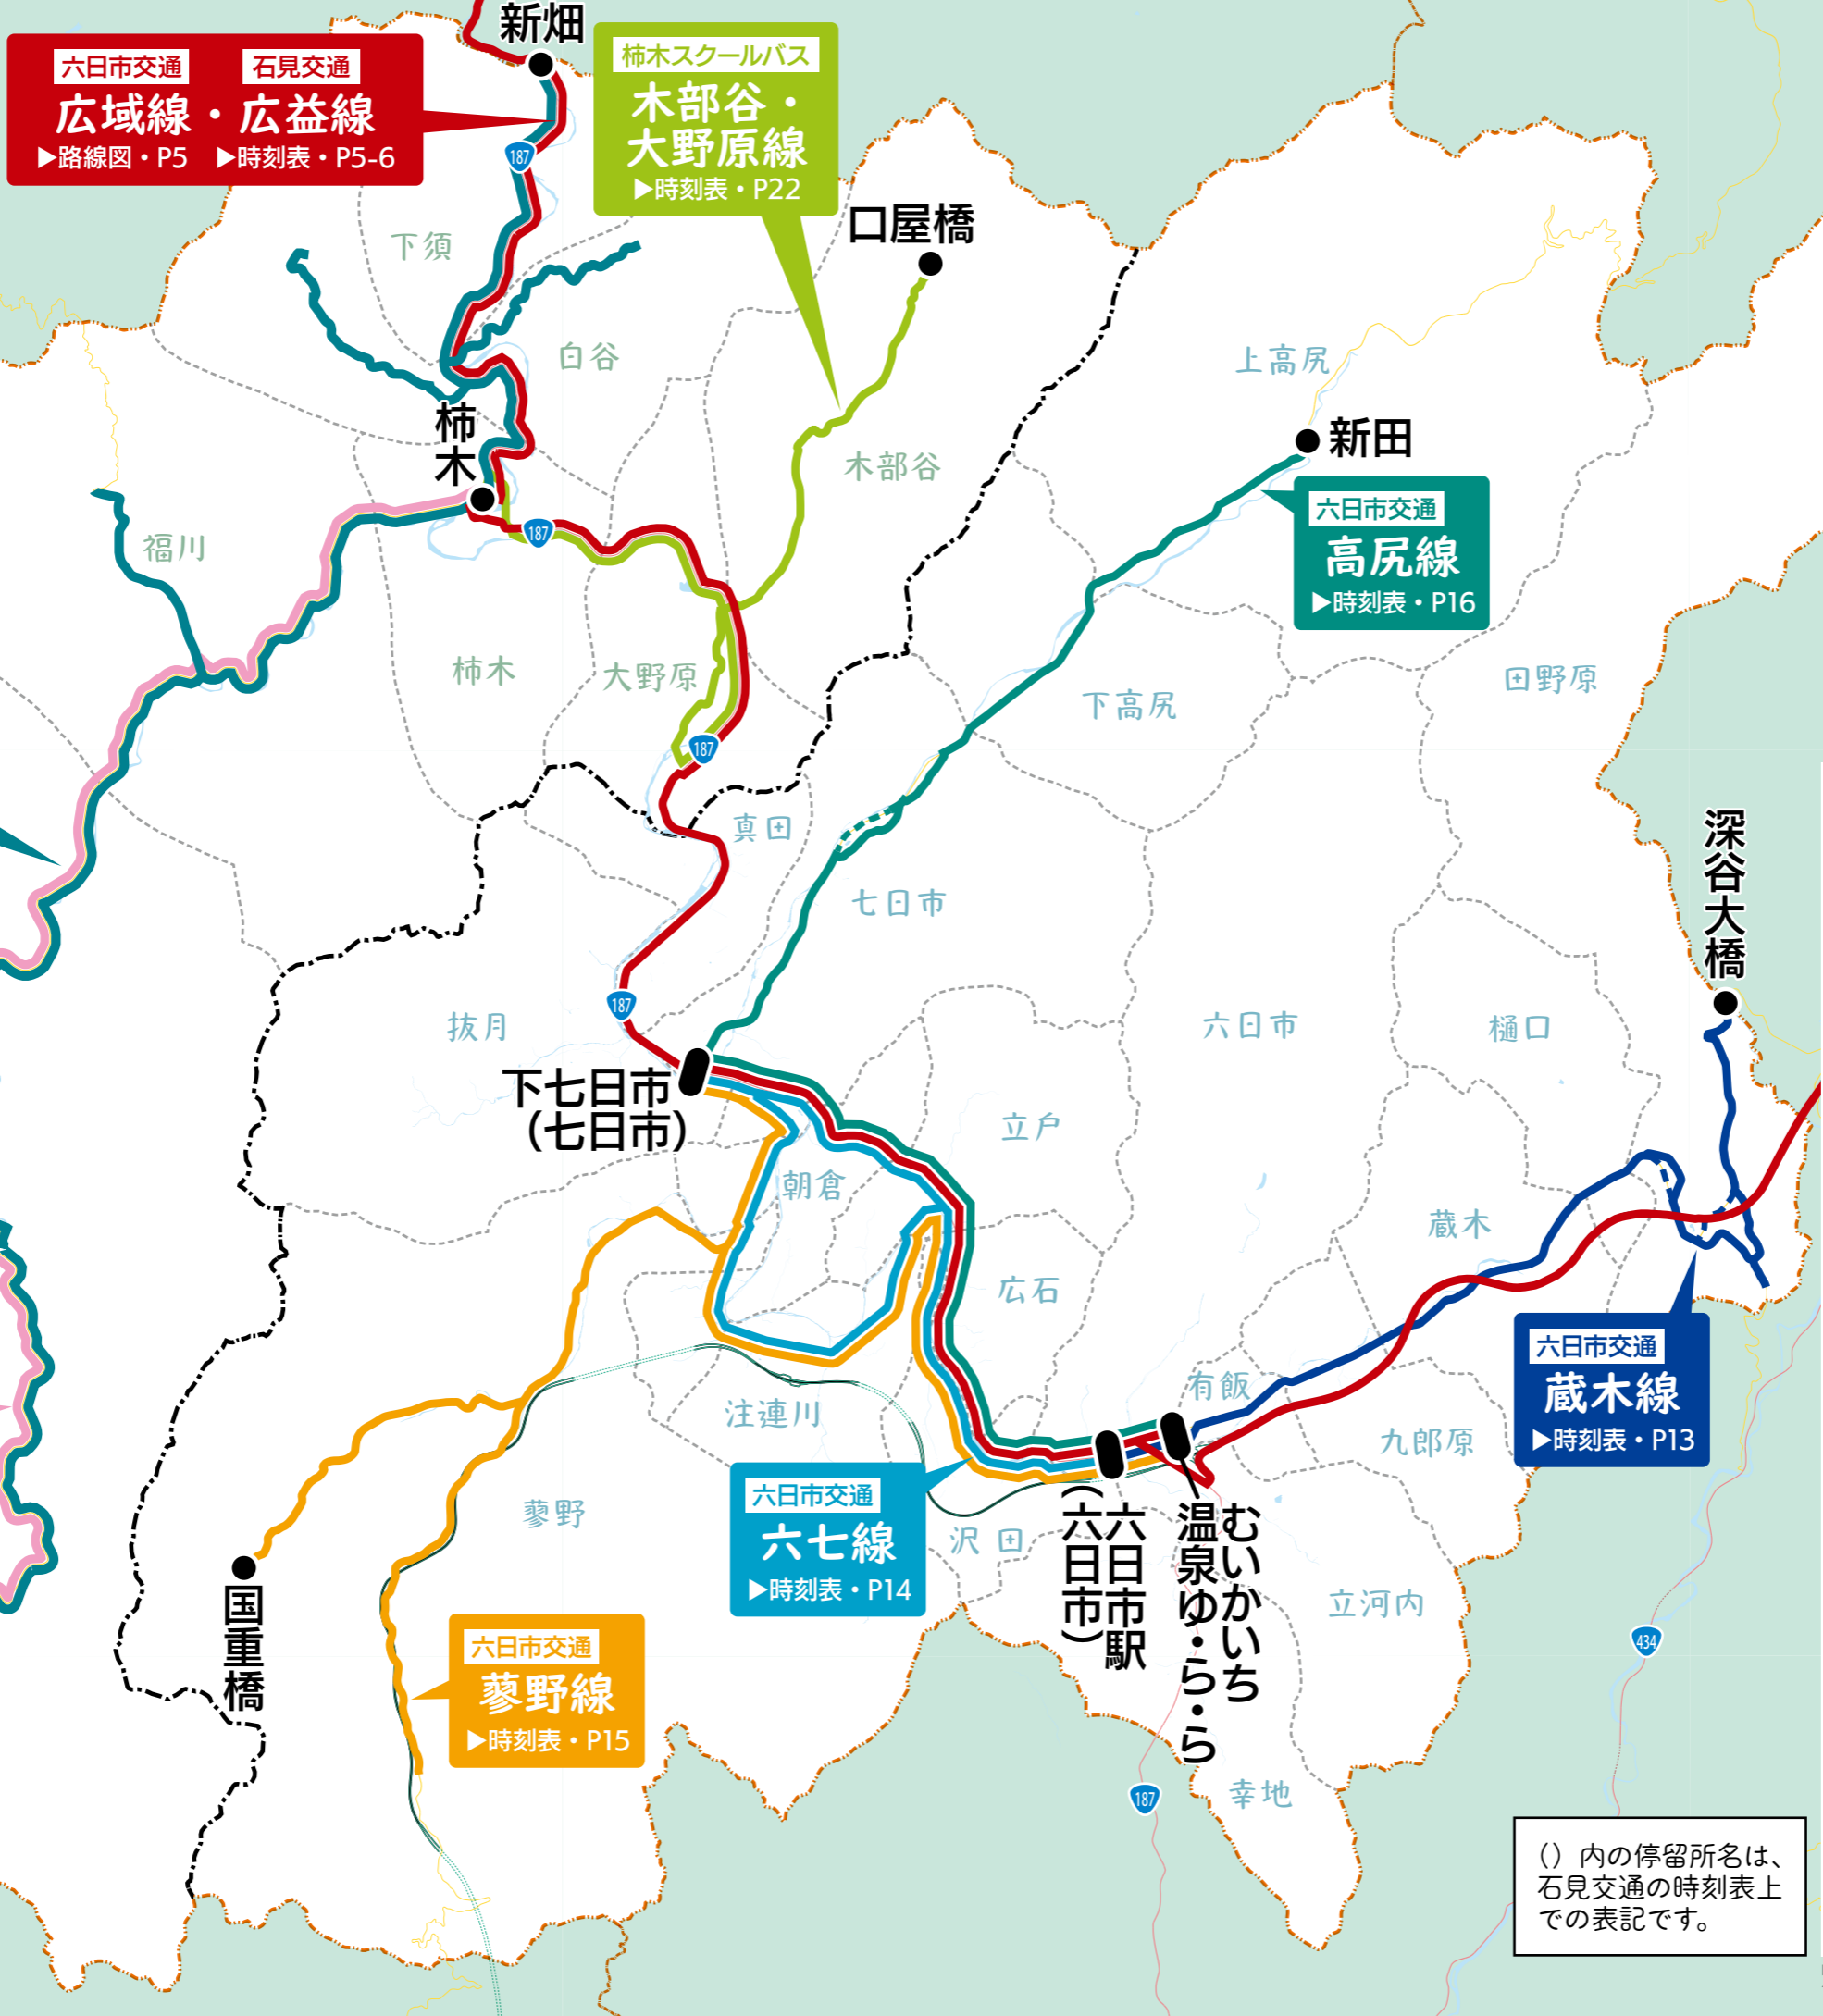 新畑
六日市交通 石見交通
広域線・広益線
▶路線図・P5 ▶時刻表・P5-6
柿木スクールバス
木部谷・
大野原線
▶時刻表・P22
口屋橋
187
下須
白谷
上高尻
柿木
木部谷
新田
六日市交通
高尻線
▶時刻表・P16
187
福川
柿木
大野原
下高尻
田野原
187
真田
七日市
深谷大橋
187
抜月
六日市
樋口
下七日市
(七日市)
立戸
朝倉
蔵木
広石
六日市交通
蔵木線
▶時刻表・P13
有飯
注連川
九郎原
六日市交通
六七線
▶時刻表・P14
蓼野
沢田
六日市駅
(六日市)
むいかいち
温泉ゆ・ら・ら
立河内
国重橋
六日市交通
蓼野線
▶時刻表・P15
434
187
幸地
()内の停留所名は、
石見交通の時刻表上
での表記です。